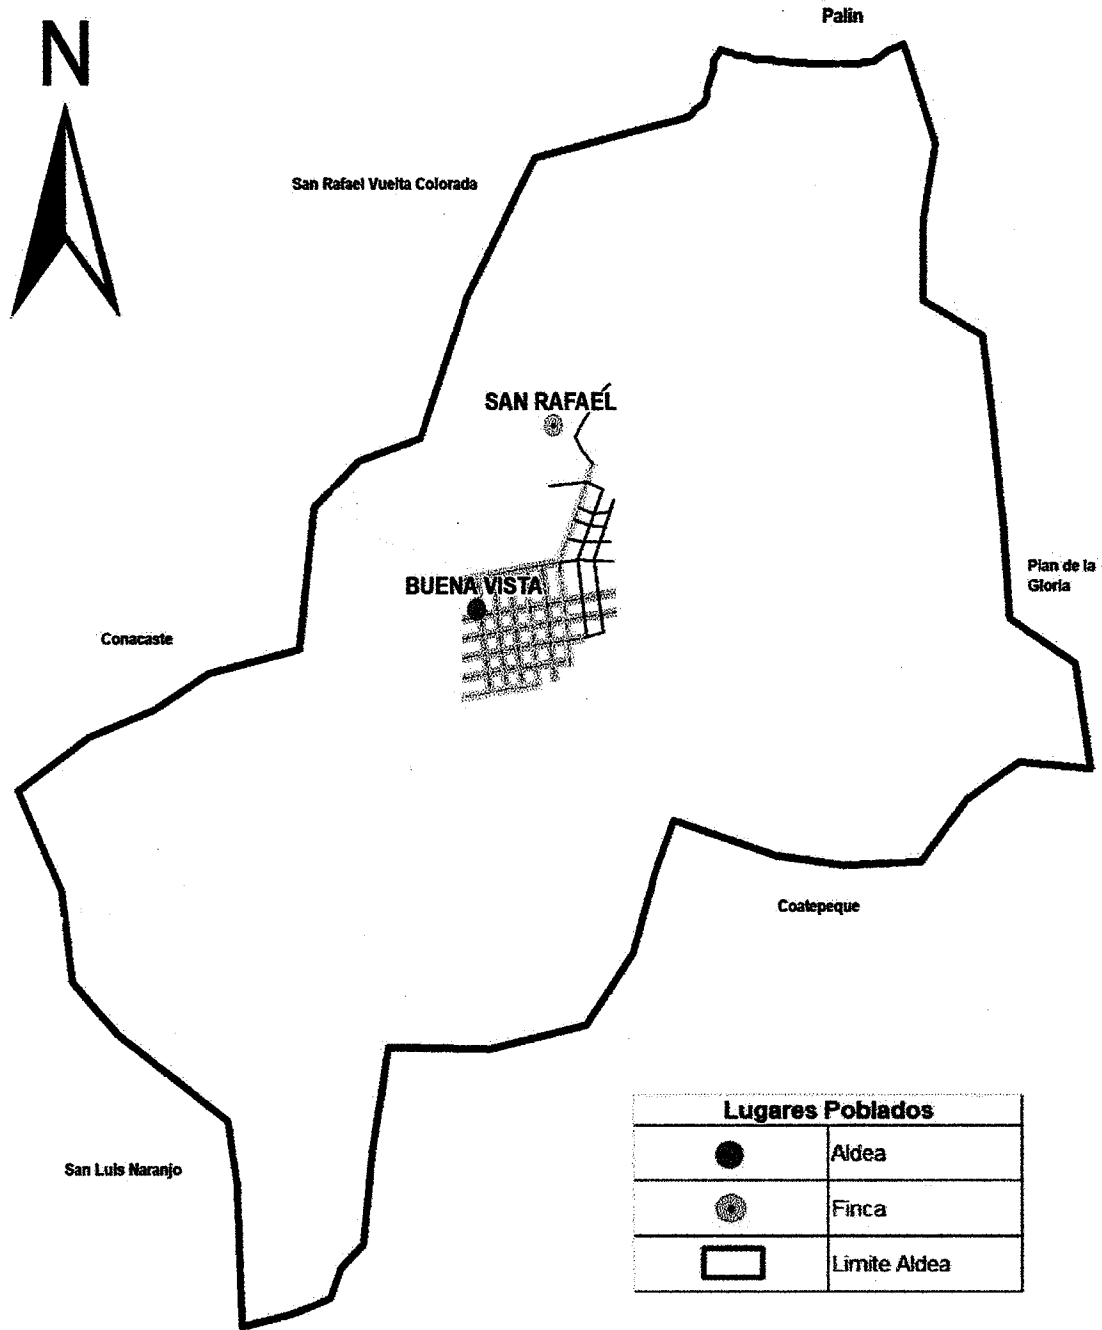 Palin
N
San Rafael Vuelta Colorada
SAN RAFAEL
Plan de la
Gloria
BUENA VISTA
Conacaste
Coatepeque
Lugares Poblados
Aldea
Finca
Limite Aldea
San Luis Naranjo